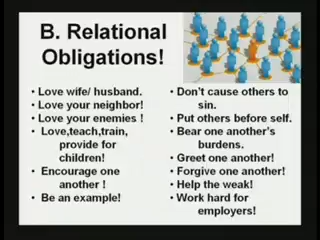 B. Relational
Obligations!
• Love wife/ husband.
• Love your neighbor!
• Love your enemies !
• Love,teach,train,
provide for
children!
• Encourage one
another !
• Be an example!
• Don't cause others to
sin.
• Put others before self.
• Bear one another's
burdens.
• Greet one another!
• Forgive one another!
• Help the weak!
• Work hard for
employers!